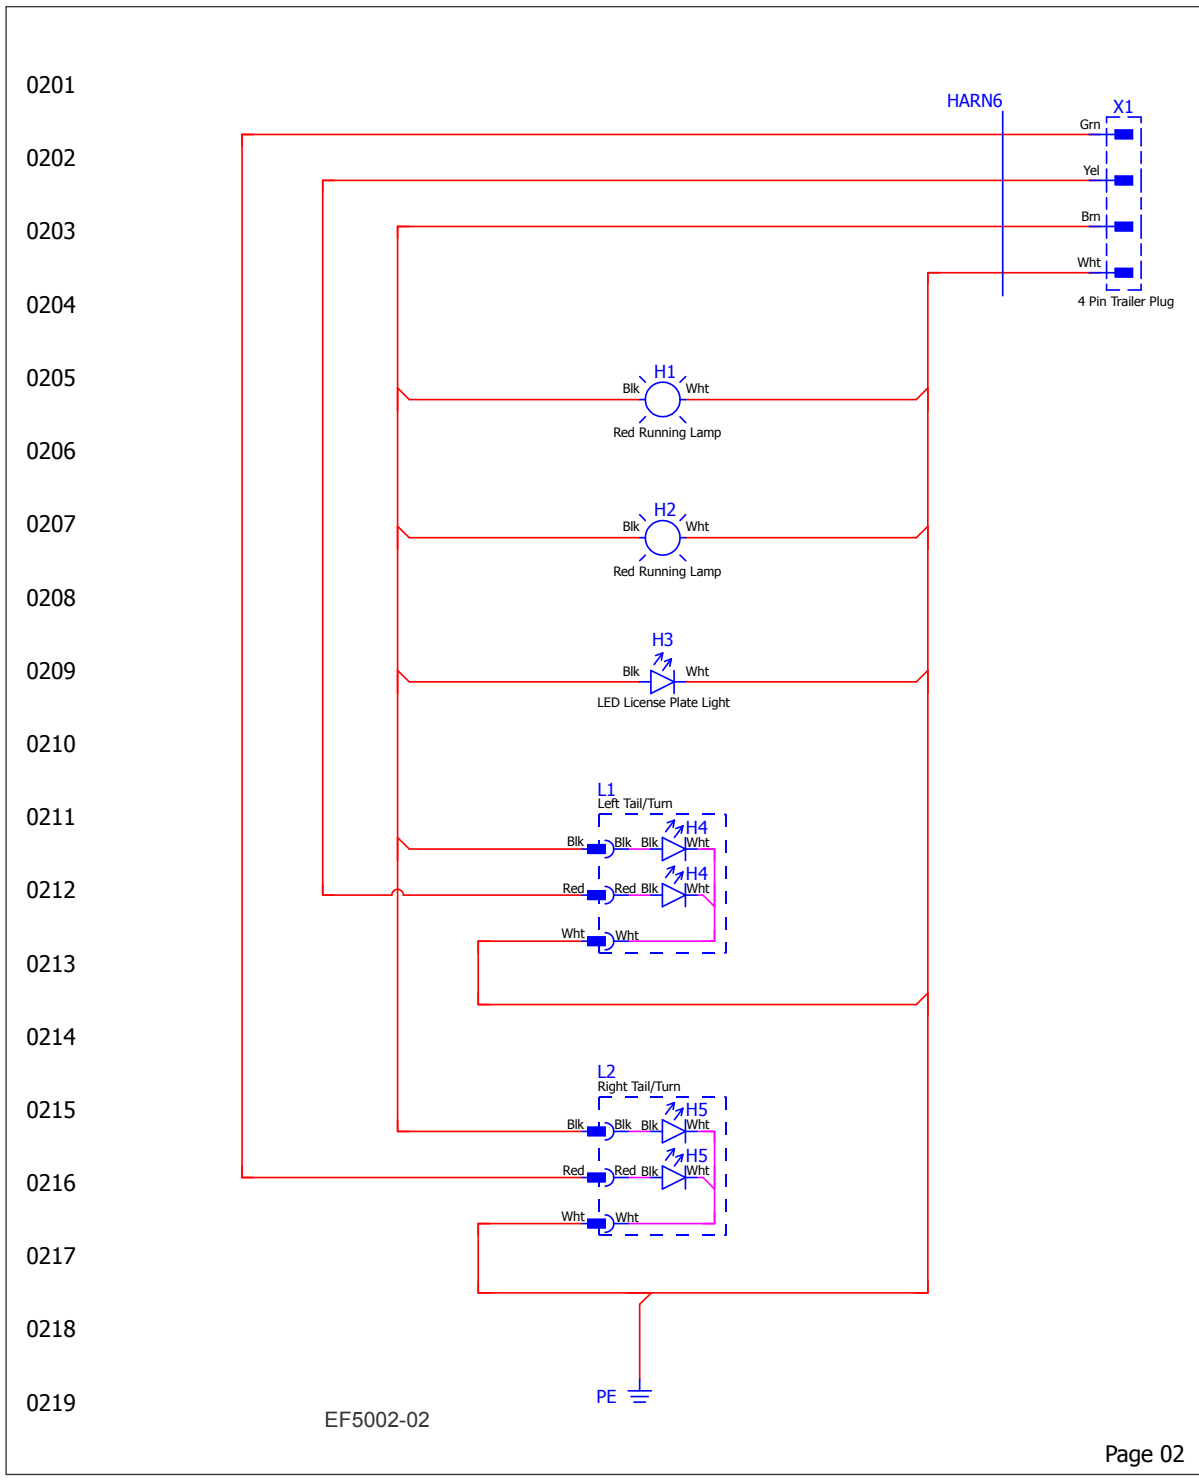 0201
HARN6
X1
Grn
0202
Yel
0203
Brn
Wht
0204
4 Pin Trailer Plug
0205
H1
Blk
Wht
Red Running Lamp
0206
0207
H2
Blk
Wht
Red Running Lamp
0208
H3
0209
Blk
Wht
LED License Plate Light
0210
L1
Left Tail/Turn
0211
H4
Blk
Blk
Blk
Wht
H4
0212
Red
Red
Blk
Wht
Wht
Wht
0213
0214
L2
Right Tail/Turn
0215
H5
Blk
Blk
Blk
Wht
H5
0216
Red
Red
Blk
Wht
Wht
Wht
0217
0218
0219
PE
EF5002-02
Page 02